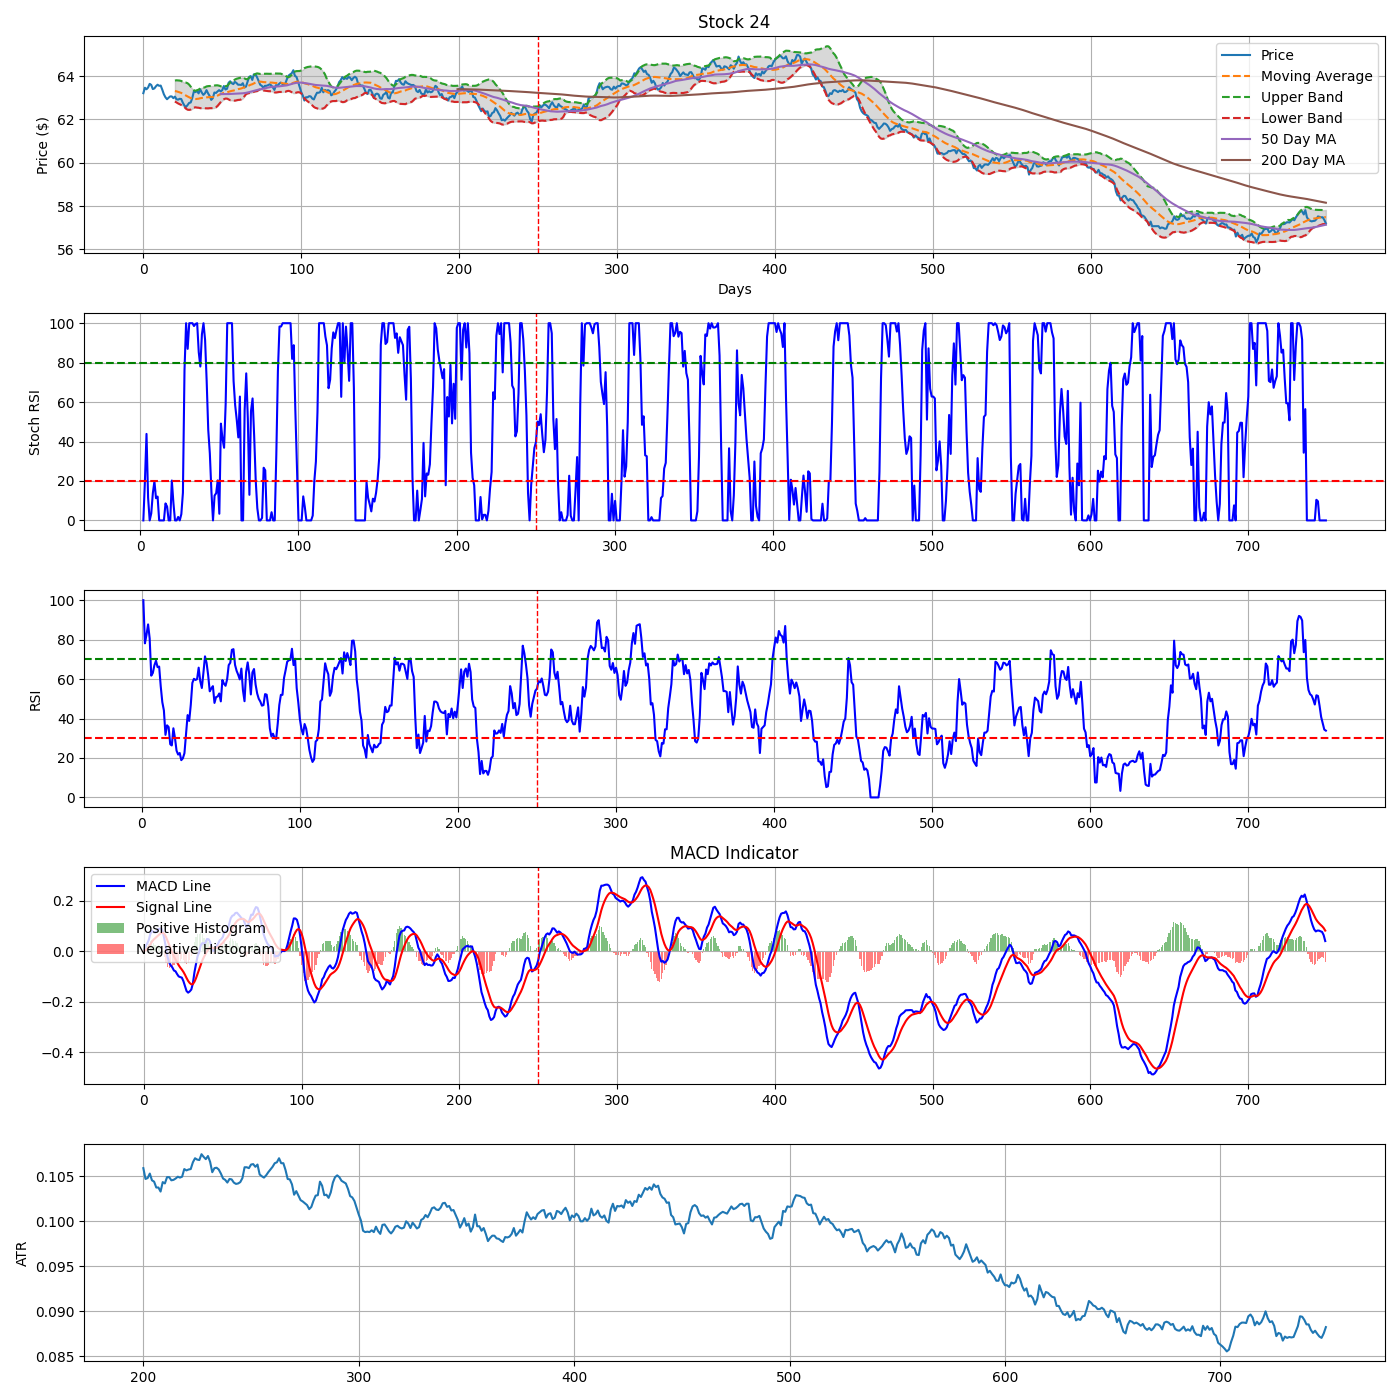 Stock 24
Price ($)
64
62
60
58
56
Price
Moving Average
Upper Band
Lower Band
50 Day MA
200 Day MA
0 100 200 300 400 500 600 700
Days
Stoch RSI
100
80
60
40
20
0
0 100 200 300 400 500 600 700
RSI
100
80
60
40
20
0
0 100 200 300 400 500 600 700
MACD Indicator
MACD Line
Signal Line
Positive Histogram
Negative Histogram
0.2
0.0
−0.2
−0.4
0 100 200 300 400 500 600 700
ATR
0.105
0.100
0.095
0.090
0.085
200 300 400 500 600 700